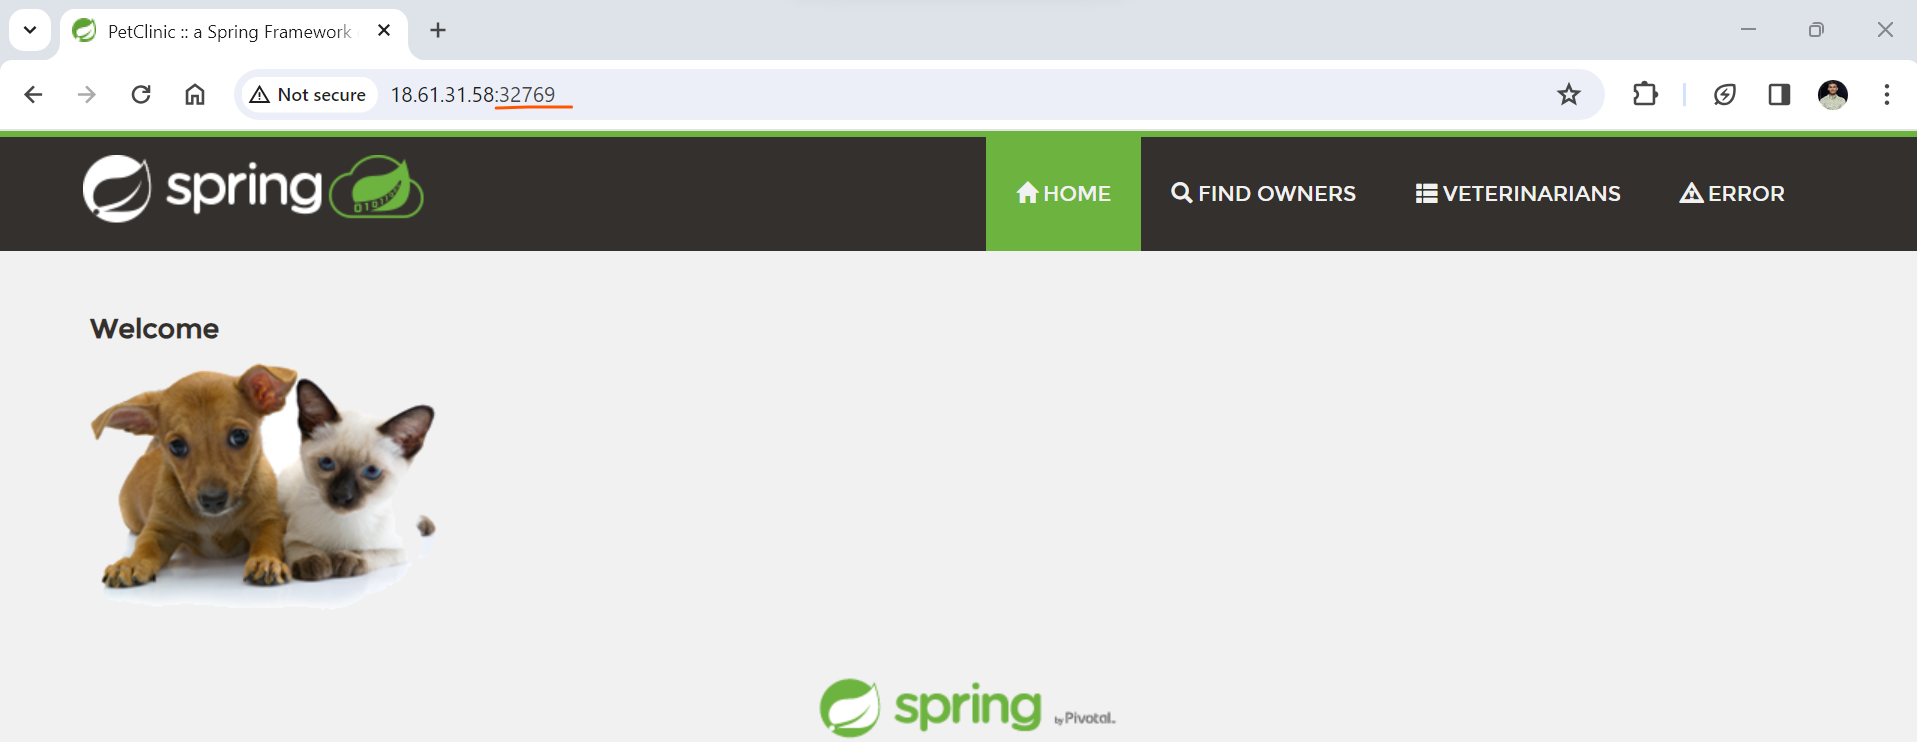 PetClinic :: a Spring Framework
Not secure
18.61.31.58:32769
spring
HOME
FIND OWNERS
VETERINARIANS
ERROR
Welcome
spring by Pivotal